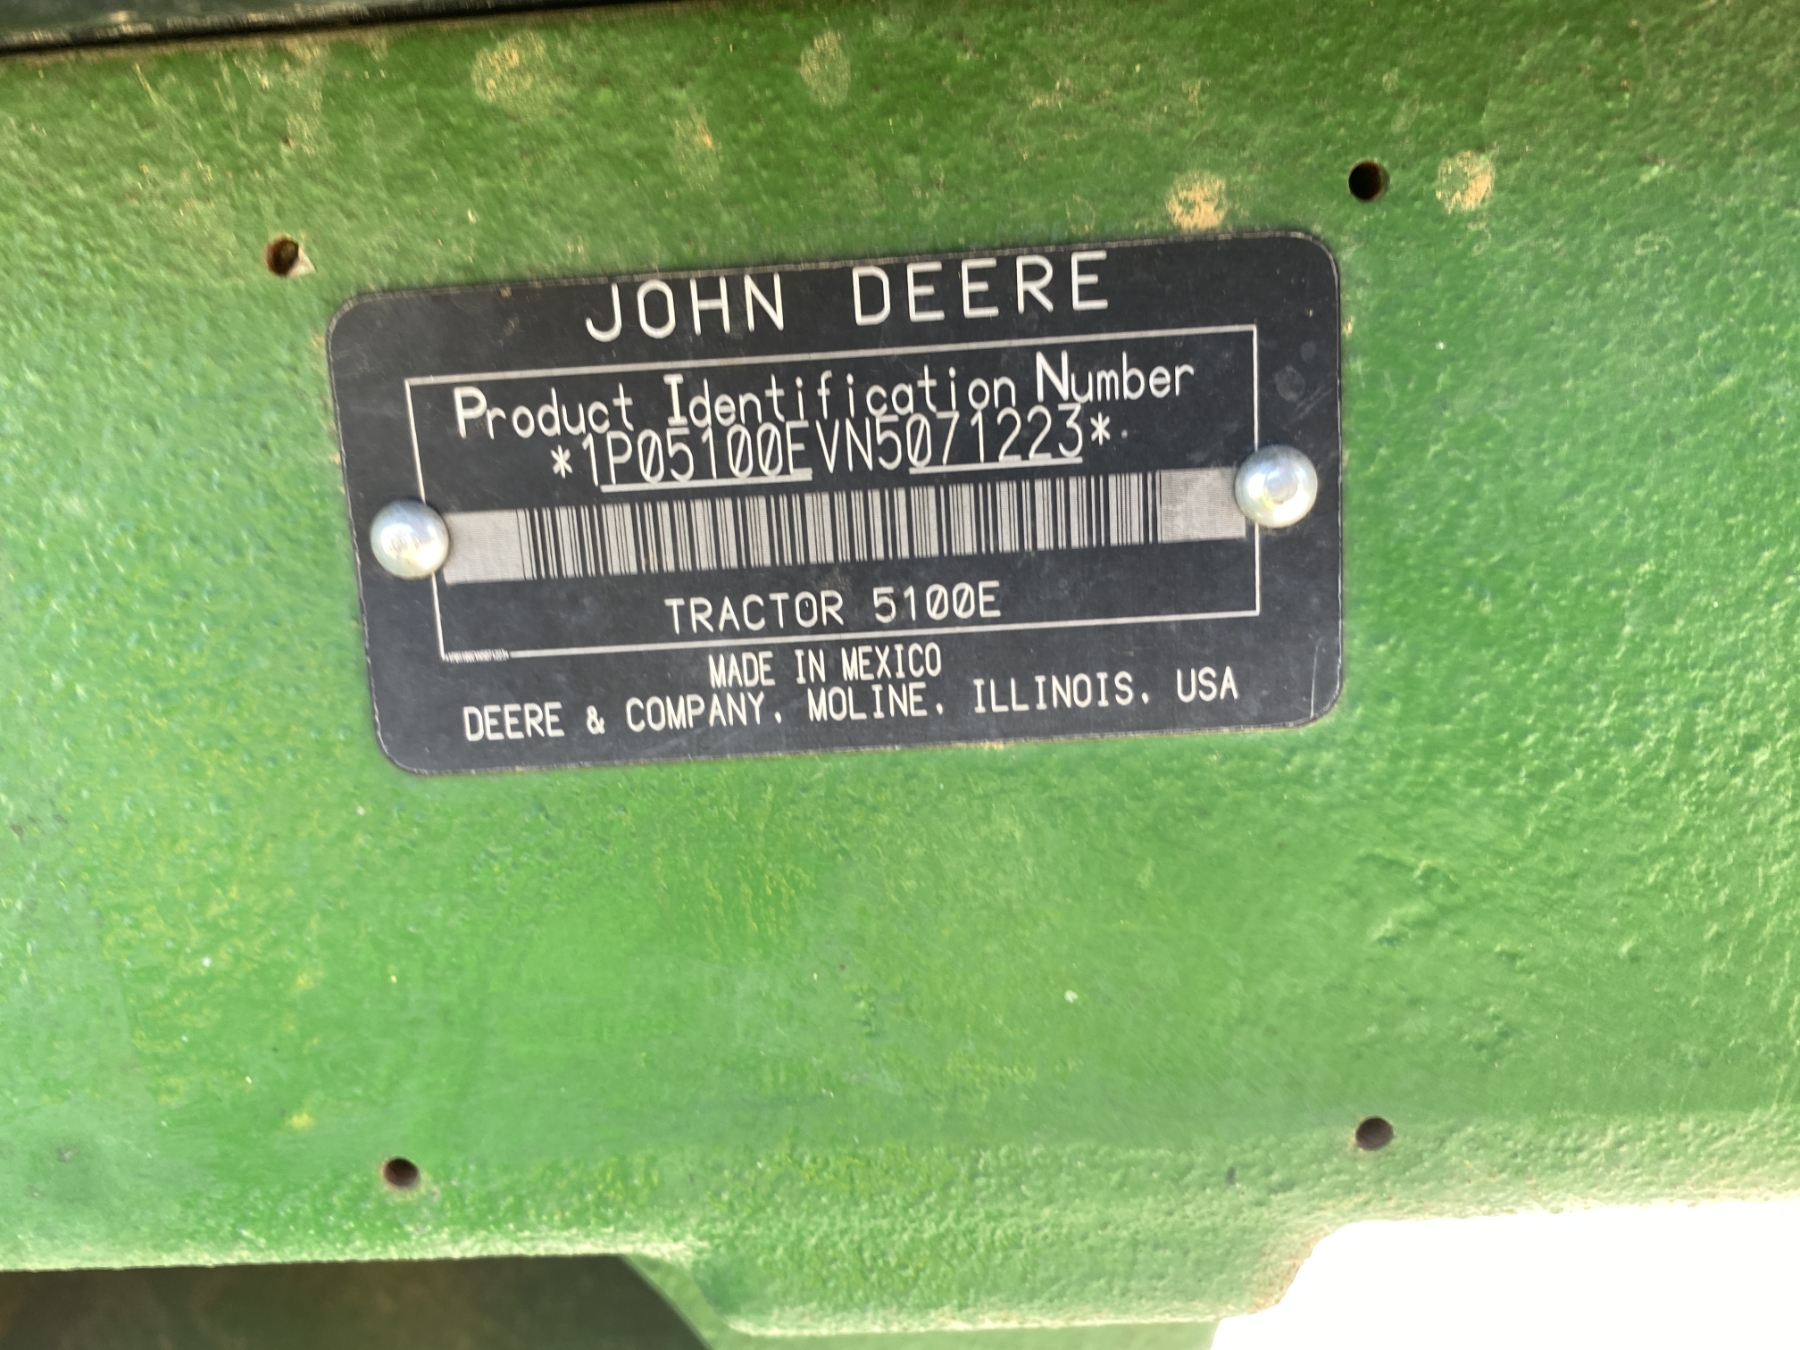 JOHN DEERE
Product Identification Number
*1P05100EVN5071223*
TRACTOR 5100E
MADE IN MEXICO
DEERE & COMPANY, MOLINE, ILLINOIS, USA